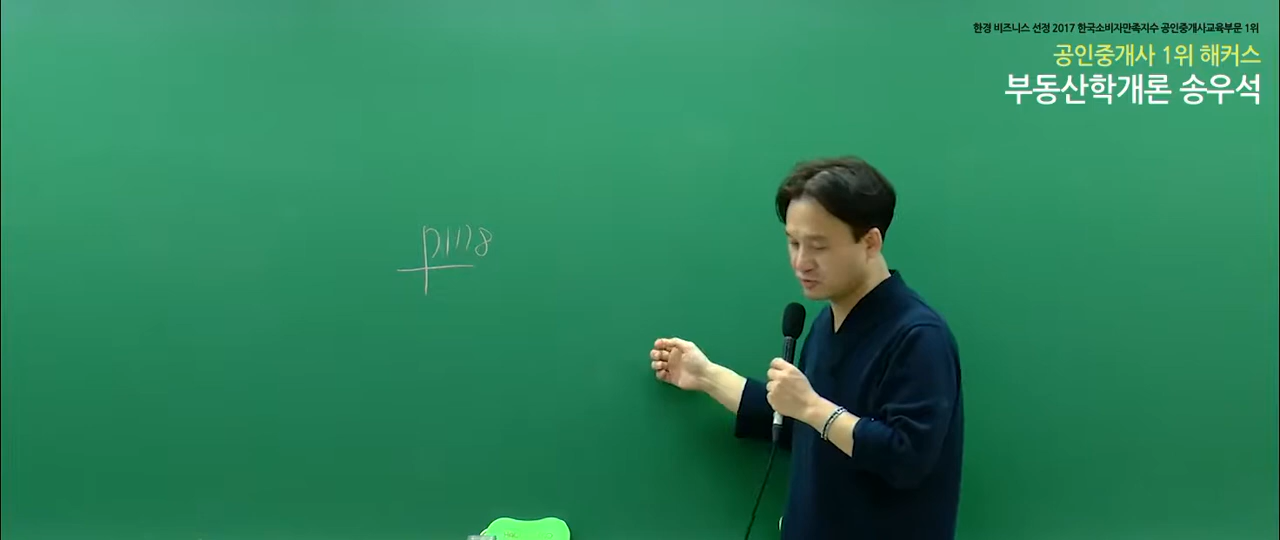 한경 비즈니스 선정 2017 한국소비자만족지수 공인중개사교육부문 1위
공인중개사 1위 해커스
부동산학개론 송우석
p1118